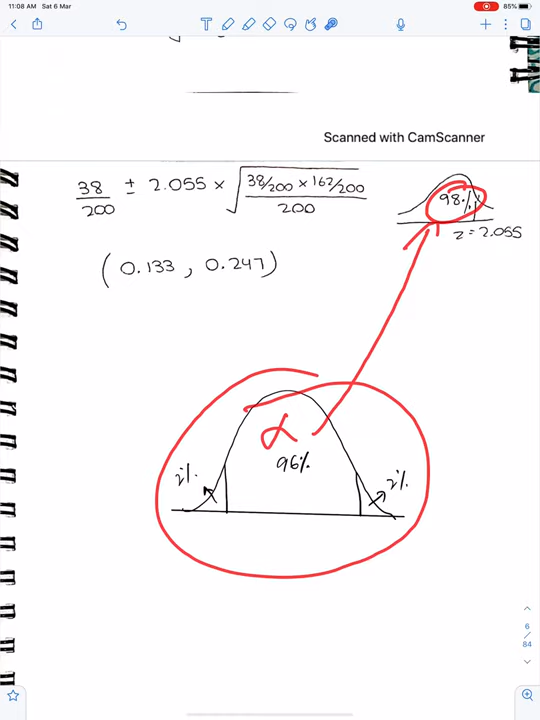 11:08 AM Sat 6 Mar
85%
Scanned with CamScanner
38/200 ± 2.055 × √(38/200 × 162/200 / 200)
98%
z = 2.055
(0.133, 0.247)
α
96%
2%
2%
6
/
84